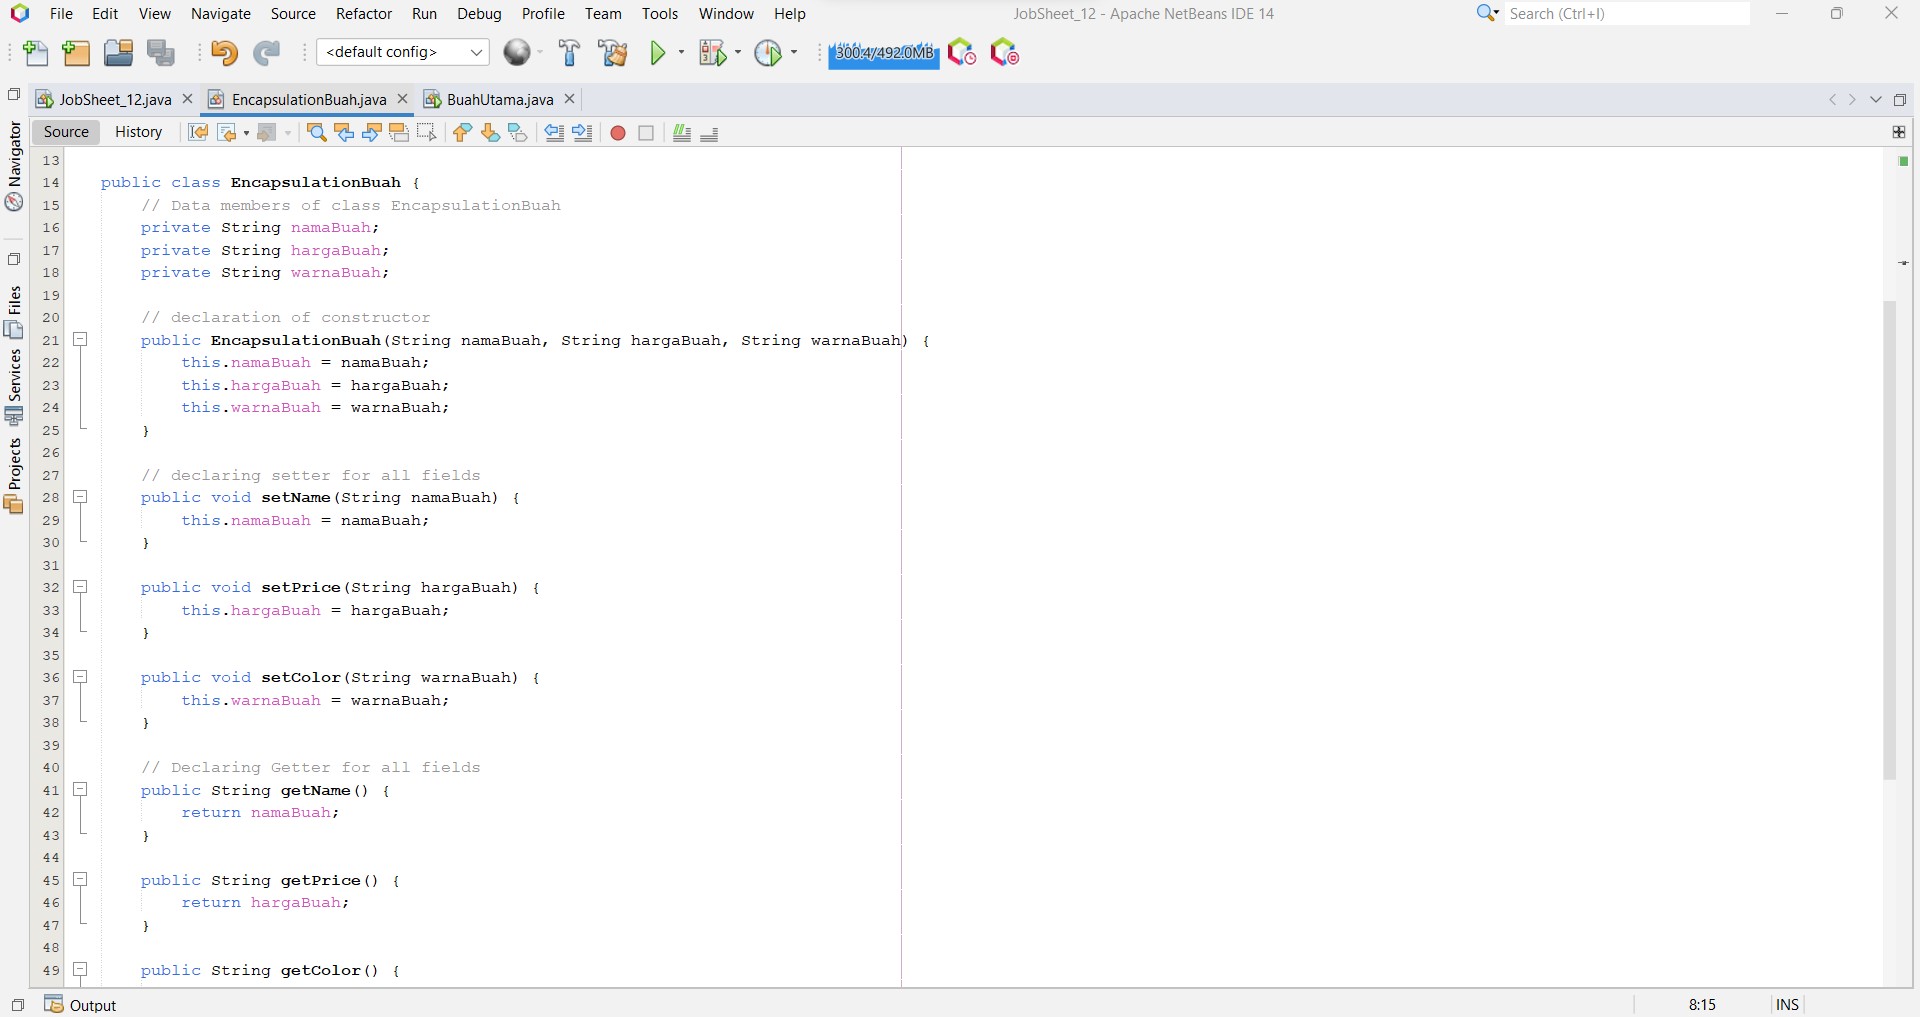 File Edit View Navigate Source Refactor Run Debug Profile Team Tools Window Help JobSheet_12 - Apache NetBeans IDE 14 Search (Ctrl+I)
<default config> 300.4/492.0MB
JobSheet_12.java EncapsulationBuah.java BuahUtama.java
Source History
Navigator
Files
Services
Projects
13
14 public class EncapsulationBuah {
15 // Data members of class EncapsulationBuah
16 private String namaBuah;
17 private String hargaBuah;
18 private String warnaBuah;
19
20 // declaration of constructor
21 public EncapsulationBuah(String namaBuah, String hargaBuah, String warnaBuah) {
22 this.namaBuah = namaBuah;
23 this.hargaBuah = hargaBuah;
24 this.warnaBuah = warnaBuah;
25 }
26
27 // declaring setter for all fields
28 public void setName(String namaBuah) {
29 this.namaBuah = namaBuah;
30 }
31
32 public void setPrice(String hargaBuah) {
33 this.hargaBuah = hargaBuah;
34 }
35
36 public void setColor(String warnaBuah) {
37 this.warnaBuah = warnaBuah;
38 }
39
40 // Declaring Getter for all fields
41 public String getName() {
42 return namaBuah;
43 }
44
45 public String getPrice() {
46 return hargaBuah;
47 }
48
49 public String getColor() {
Output 8:15 INS